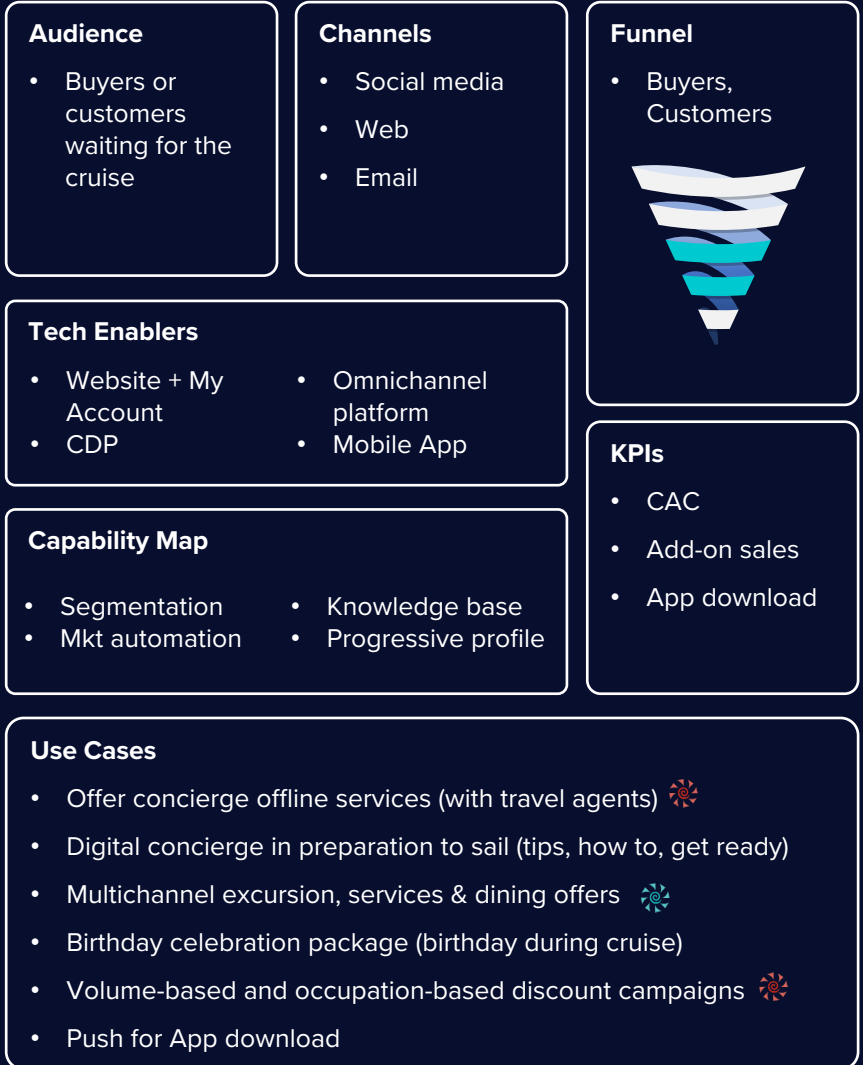 Audience
• Buyers or
customers
waiting for the
cruise
Channels
• Social media
• Web
• Email
Funnel
• Buyers,
Customers
Tech Enablers
• Website + My
Account
• CDP
• Omnichannel
platform
• Mobile App
KPIs
• CAC
• Add-on sales
• App download
Capability Map
• Segmentation
• Mkt automation
• Knowledge base
• Progressive profile
Use Cases
• Offer concierge offline services (with travel agents)
• Digital concierge in preparation to sail (tips, how to, get ready)
• Multichannel excursion, services & dining offers
• Birthday celebration package (birthday during cruise)
• Volume-based and occupation-based discount campaigns
• Push for App download